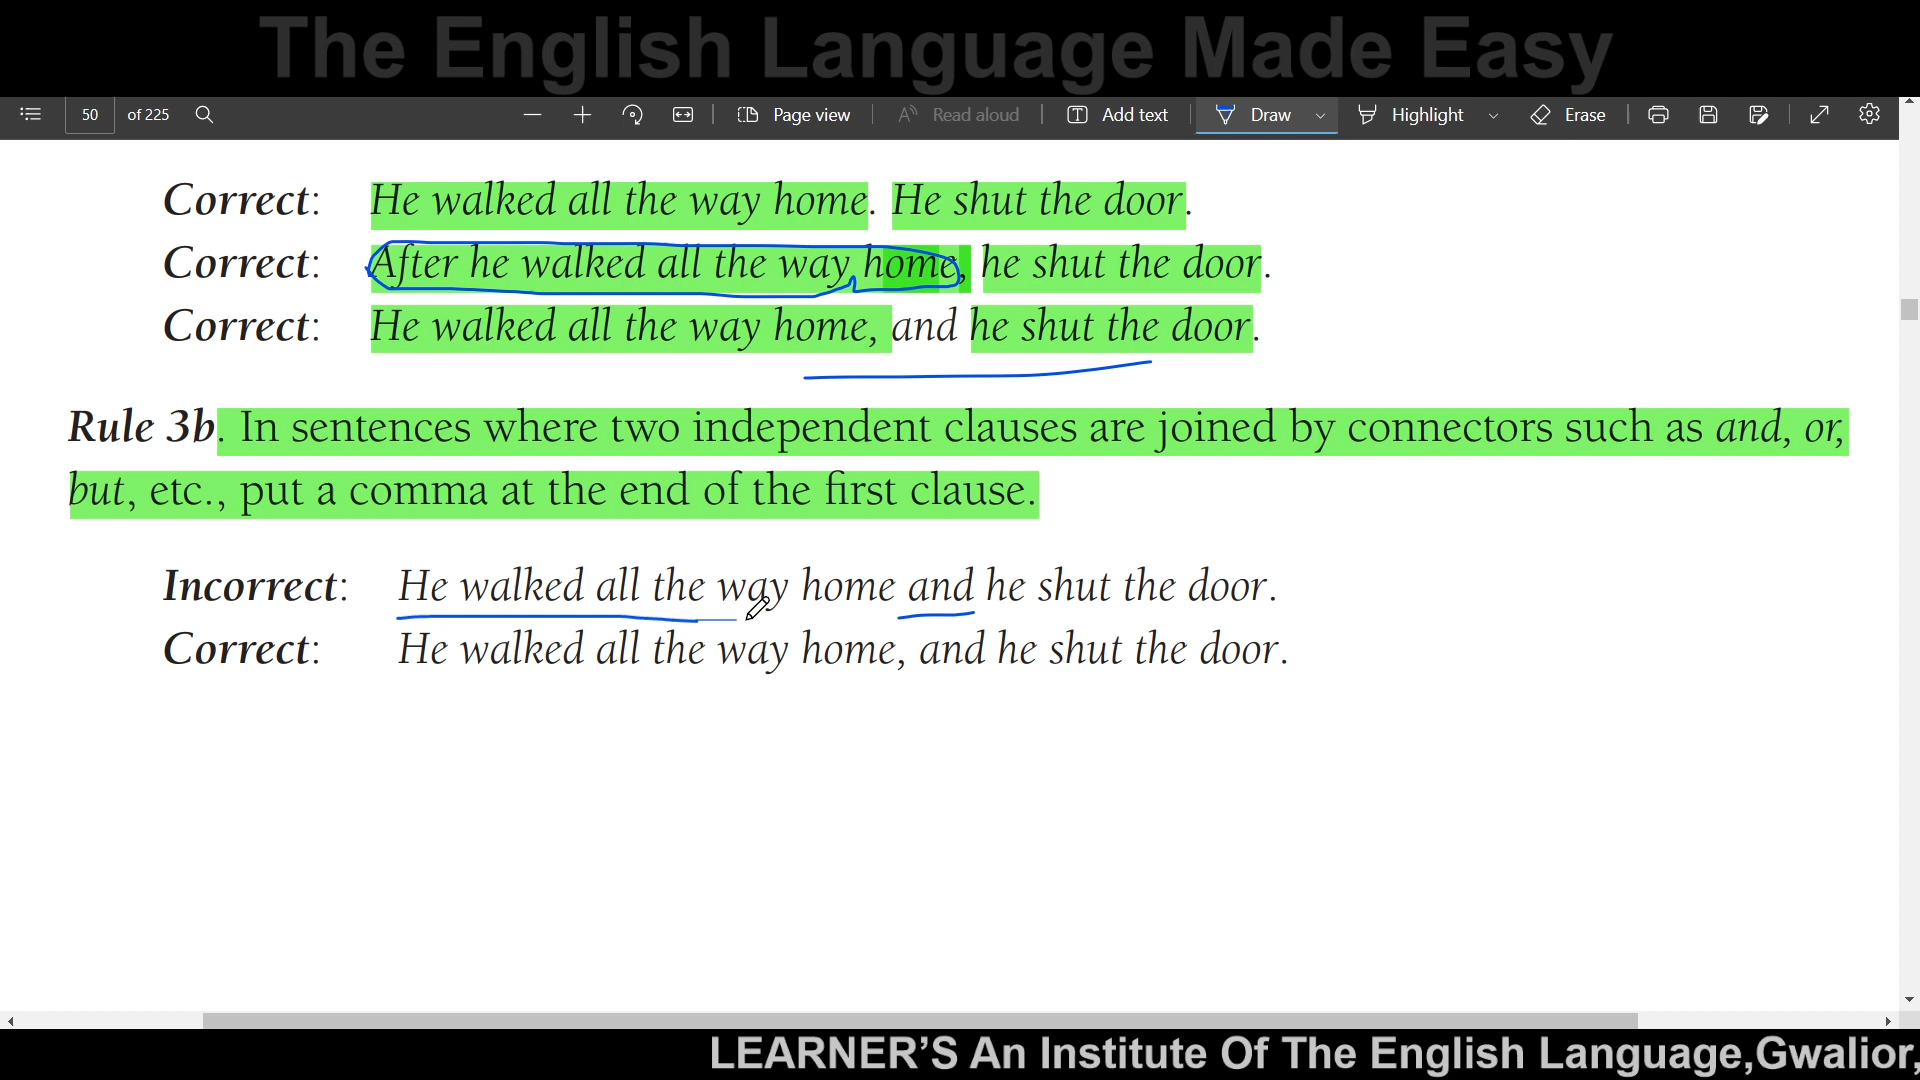 The English Language Made Easy
50 of 225 Page view Read aloud Add text Draw Highlight Erase
Correct: He walked all the way home. He shut the door.
Correct: After he walked all the way home, he shut the door.
Correct: He walked all the way home, and he shut the door.
Rule 3b. In sentences where two independent clauses are joined by connectors such as and, or,
but, etc., put a comma at the end of the first clause.
Incorrect: He walked all the way home and he shut the door.
Correct: He walked all the way home, and he shut the door.
LEARNER’S An Institute Of The English Language,Gwalior,